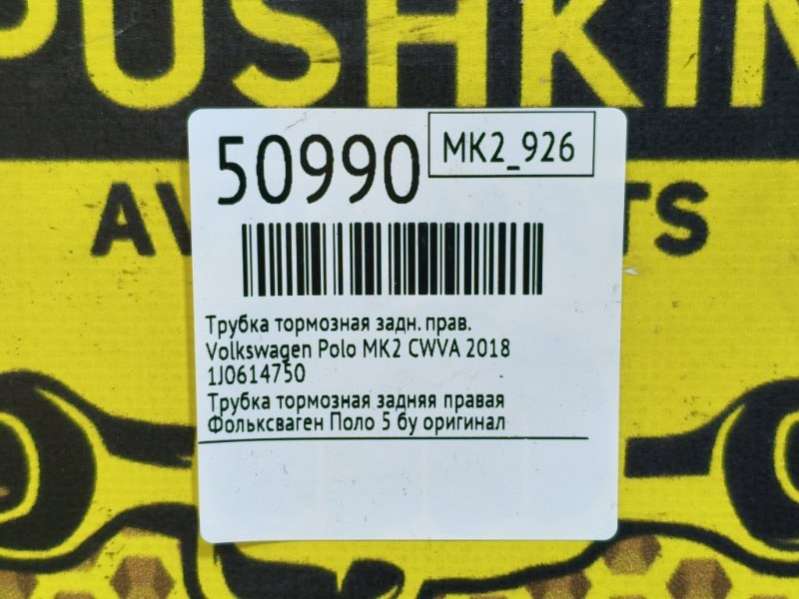 PUSHKIN
50990
MK2_926
AV
TS
Трубка тормозная задн. прав.
Volkswagen Polo MK2 CWVA 2018
1J0614750
Трубка тормозная задняя правая
Фольксваген Поло 5 бу оригинал